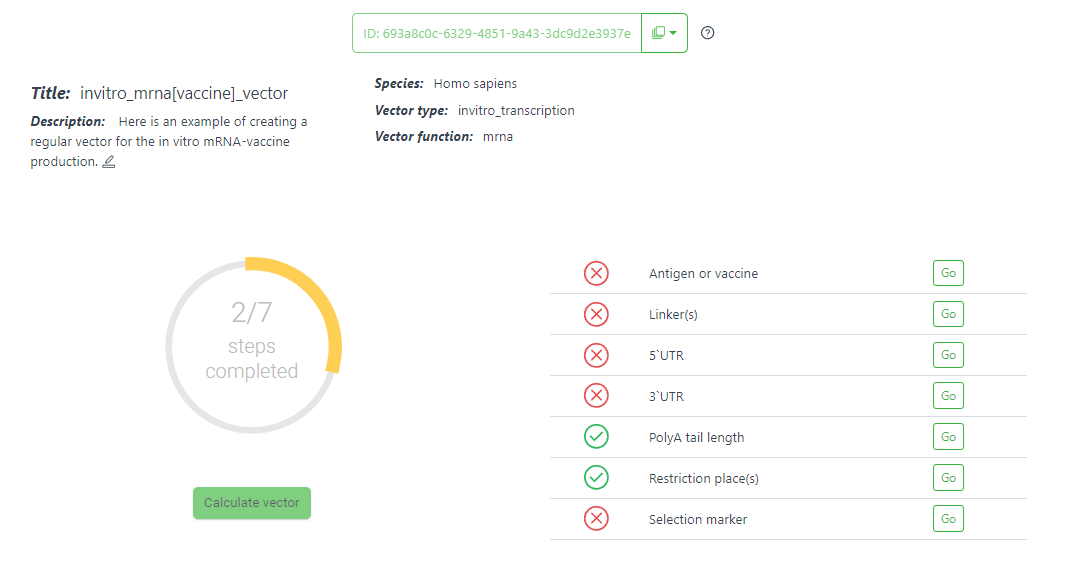 ID: 693a8c0c-6329-4851-9a43-3dc9d2e3937e
Title: invitro_mrna[vaccine]_vector
Description: Here is an example of creating a
regular vector for the in vitro mRNA-vaccine
production.
Species: Homo sapiens
Vector type: invitro_transcription
Vector function: mrna
2/7
steps
completed
Calculate vector
Antigen or vaccine Go
Linker(s) Go
5`UTR Go
3`UTR Go
PolyA tail length Go
Restriction place(s) Go
Selection marker Go